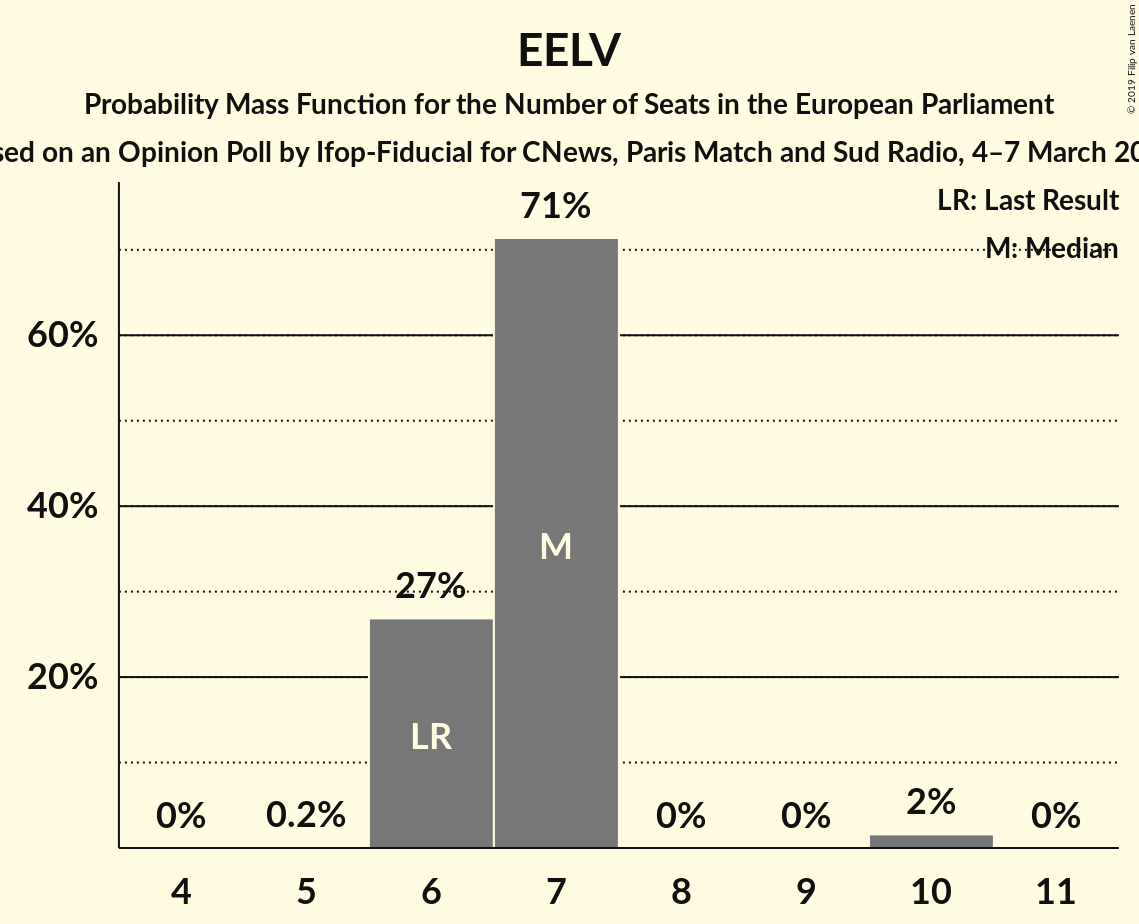 EELV
Probability Mass Function for the Number of Seats in the European Parliament
on an Opinion Poll by Ifop-Fiducial for CNews, Paris Match and Sud Radio, 4–7 March
© 2019 Filip van Laenen
LR: Last Result
M: Median
71%
60%
40%
M
27%
20%
LR
0%
0.2%
0%
0%
2%
0%
4 5 6 7 8 9 10 11